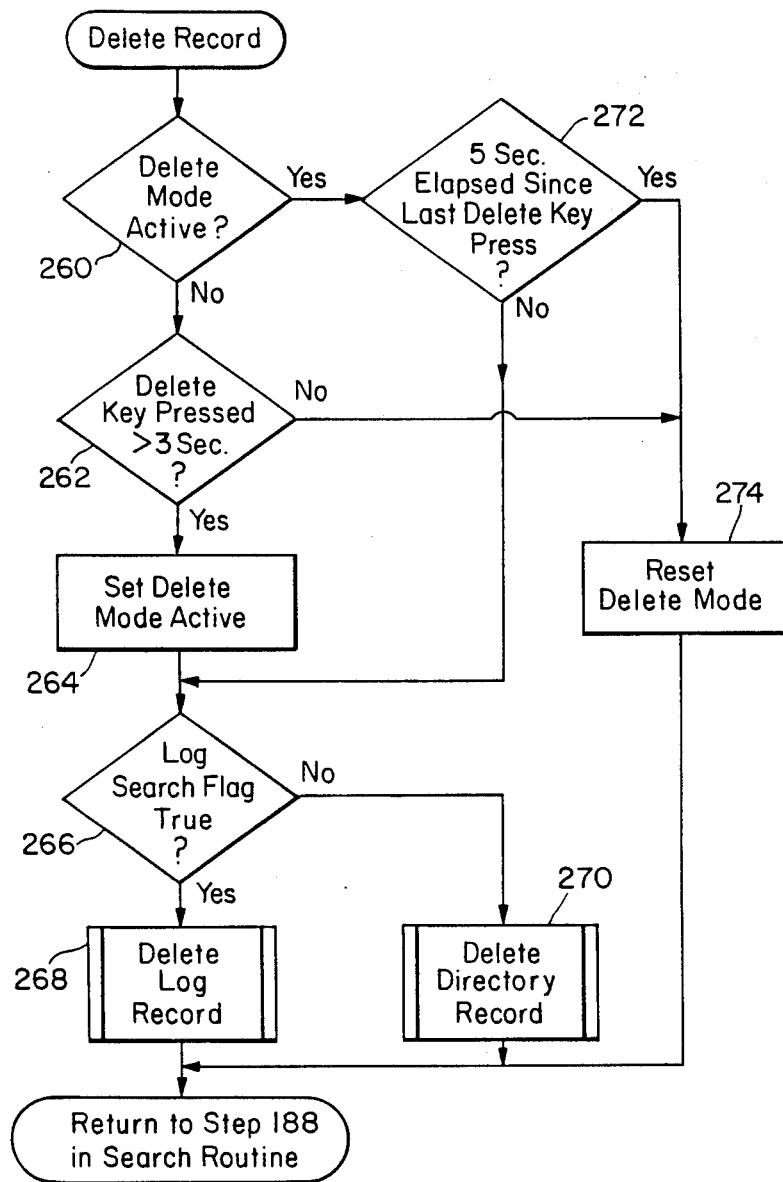 Delete Record
Delete
Mode
Active?
260
Yes
No
5 Sec.
Elapsed Since
Last Delete Key
Press
?
272
Yes
No
Delete
Key Pressed
>3 Sec.
?
262
No
Yes
Set Delete
Mode Active
264
274
Reset
Delete Mode
Log
Search Flag
True
?
266
No
Yes
268
Delete
Log
Record
270
Delete
Directory
Record
Return to Step 188
in Search Routine